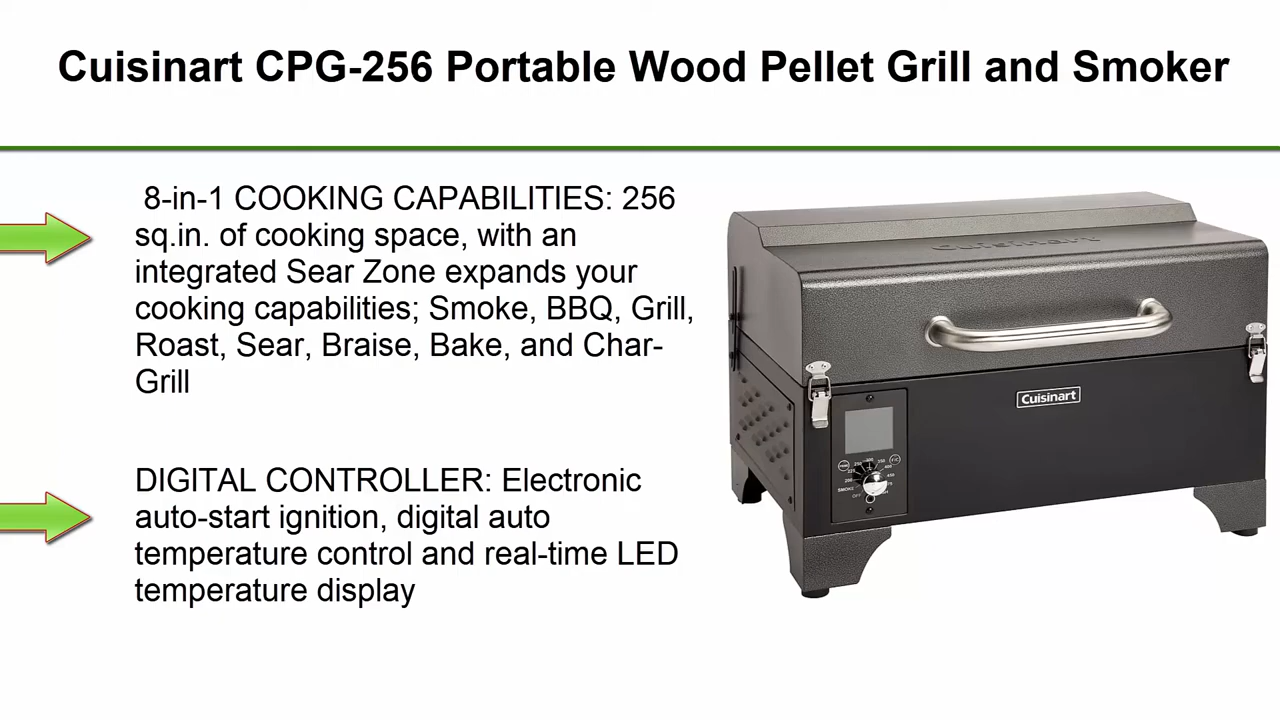 Cuisinart CPG-256 Portable Wood Pellet Grill and Smoker
8-in-1 COOKING CAPABILITIES: 256
sq.in. of cooking space, with an
integrated Sear Zone expands your
cooking capabilities; Smoke, BBQ, Grill,
Roast, Sear, Braise, Bake, and Char-
Grill
DIGITAL CONTROLLER: Electronic
auto-start ignition, digital auto
temperature control and real-time LED
temperature display
Cuisinart
Cuisinart
SMOKE
OFF